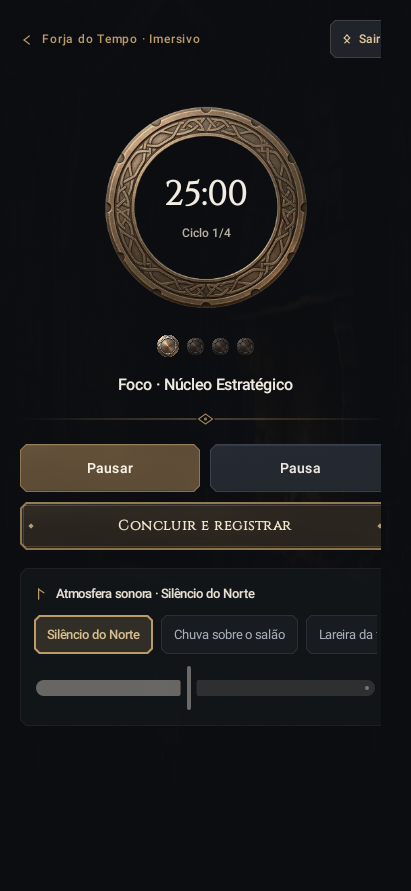 Forja do Tempo · Imersivo
Sair
25:00
Ciclo 1/4
Foco · Núcleo Estratégico
Pausar
Pausa
Concluir e registrar
Atmosfera sonora · Silêncio do Norte
Silêncio do Norte
Chuva sobre o salão
Lareira da